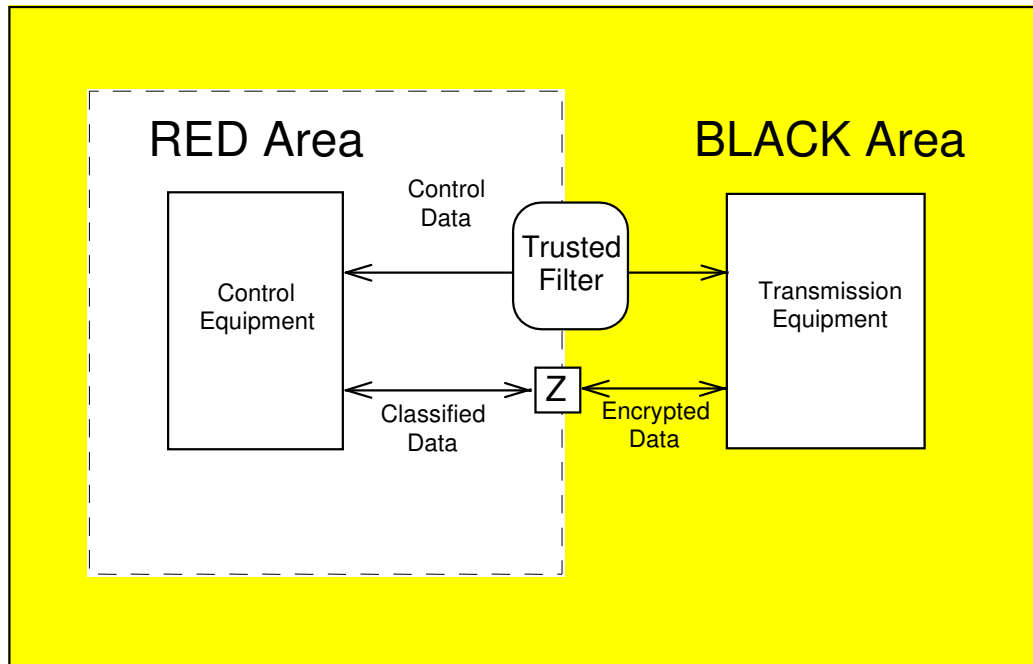 RED Area
BLACK Area
Control
Data
Trusted
Filter
Control
Equipment
Transmission
Equipment
Z
Classified
Data
Encrypted
Data